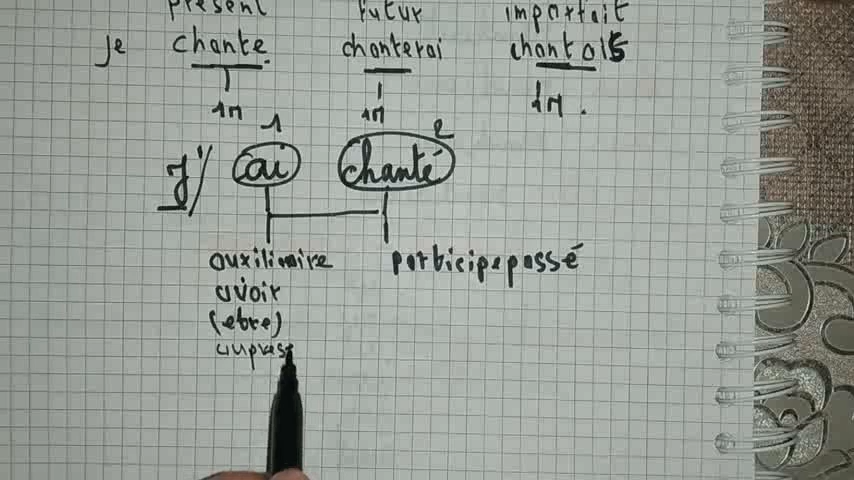 présent futur imparfait
je chante chanterai chantais
1M 1M 1M.
1 2
J'/ ai chanté
auxiliaire participe passé
avoir
(etre)
au prés